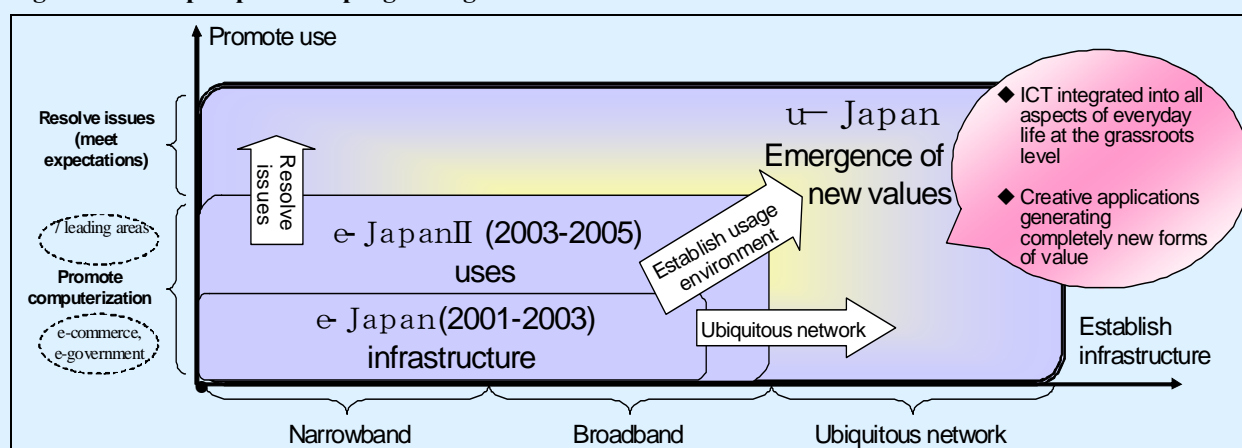 Promote use
Resolve issues
(meet
expectations)
7 leading areas
Promote
computerization
e-commerce,
e-government
Resolve
issues
u— Japan
Emergence of
new values
◆ ICT integrated into all
aspects of everyday
life at the grassroots
level
◆ Creative applications
generating
completely new forms
of value
e- JapanII (2003-2005)
uses
Establish usage
environment
e- Japan(2001-2003)
infrastructure
Ubiquitous network
Establish
infrastructure
Narrowband
Broadband
Ubiquitous network